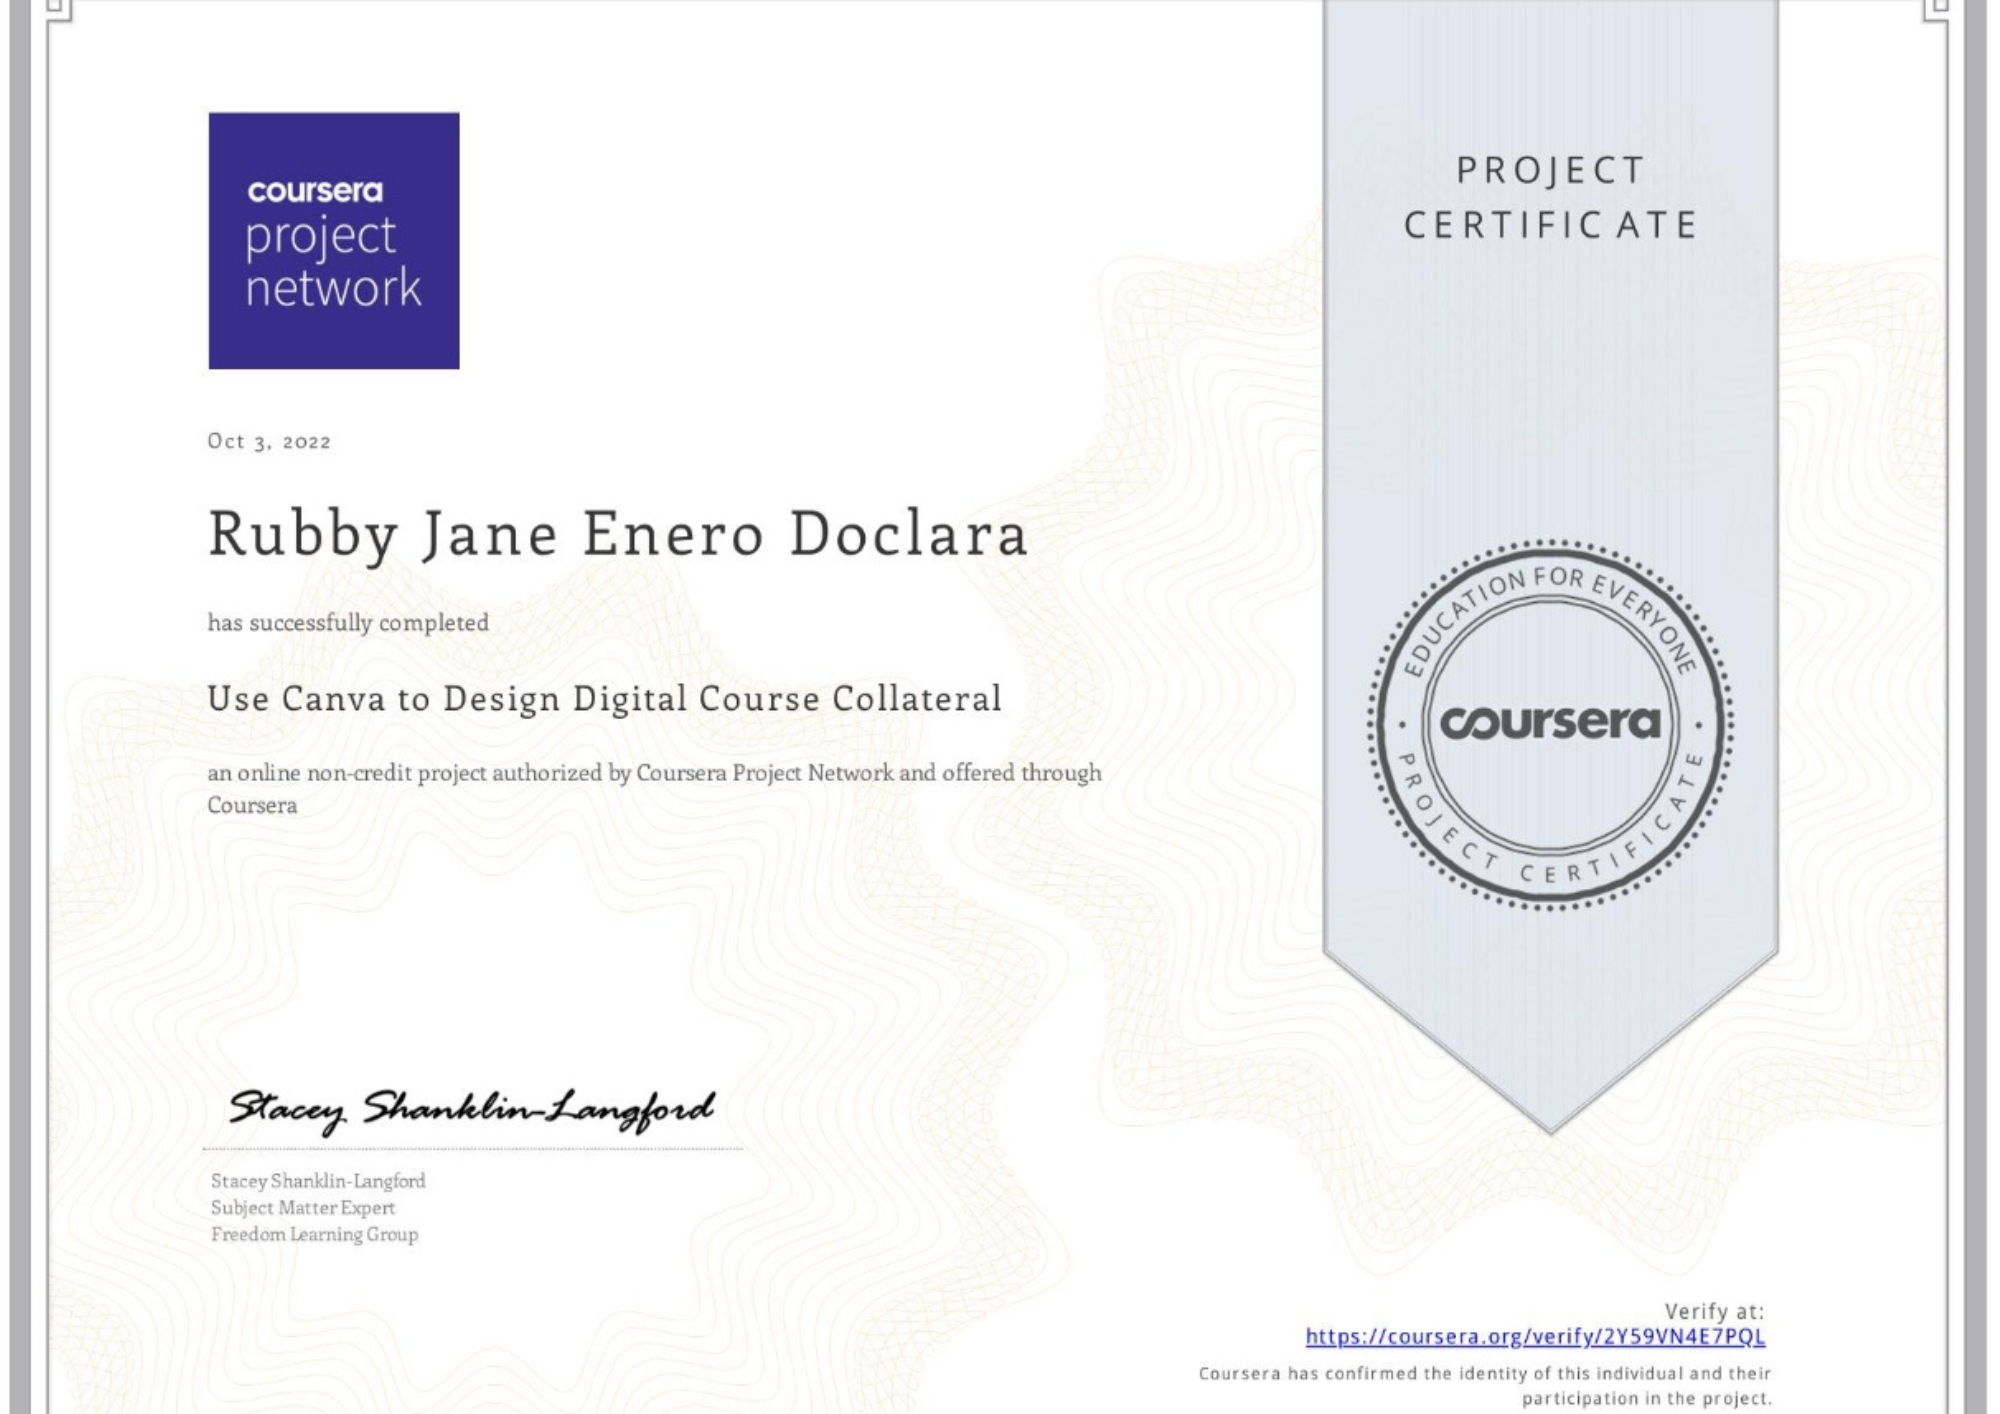 coursera
project
network
PROJECT
CERTIFICATE
Oct 3, 2022
Rubby Jane Enero Doclara
has successfully completed
Use Canva to Design Digital Course Collateral
an online non-credit project authorized by Coursera Project Network and offered through
Coursera
EDUCATION FOR EVERYONE
coursera
PROJECT CERTIFICATE
Stacey Shanklin-Langford
Stacey Shanklin-Langford
Subject Matter Expert
Freedom Learning Group
Verify at:
https://coursera.org/verify/2Y59VN4E7PQL
Coursera has confirmed the identity of this individual and their
participation in the project.